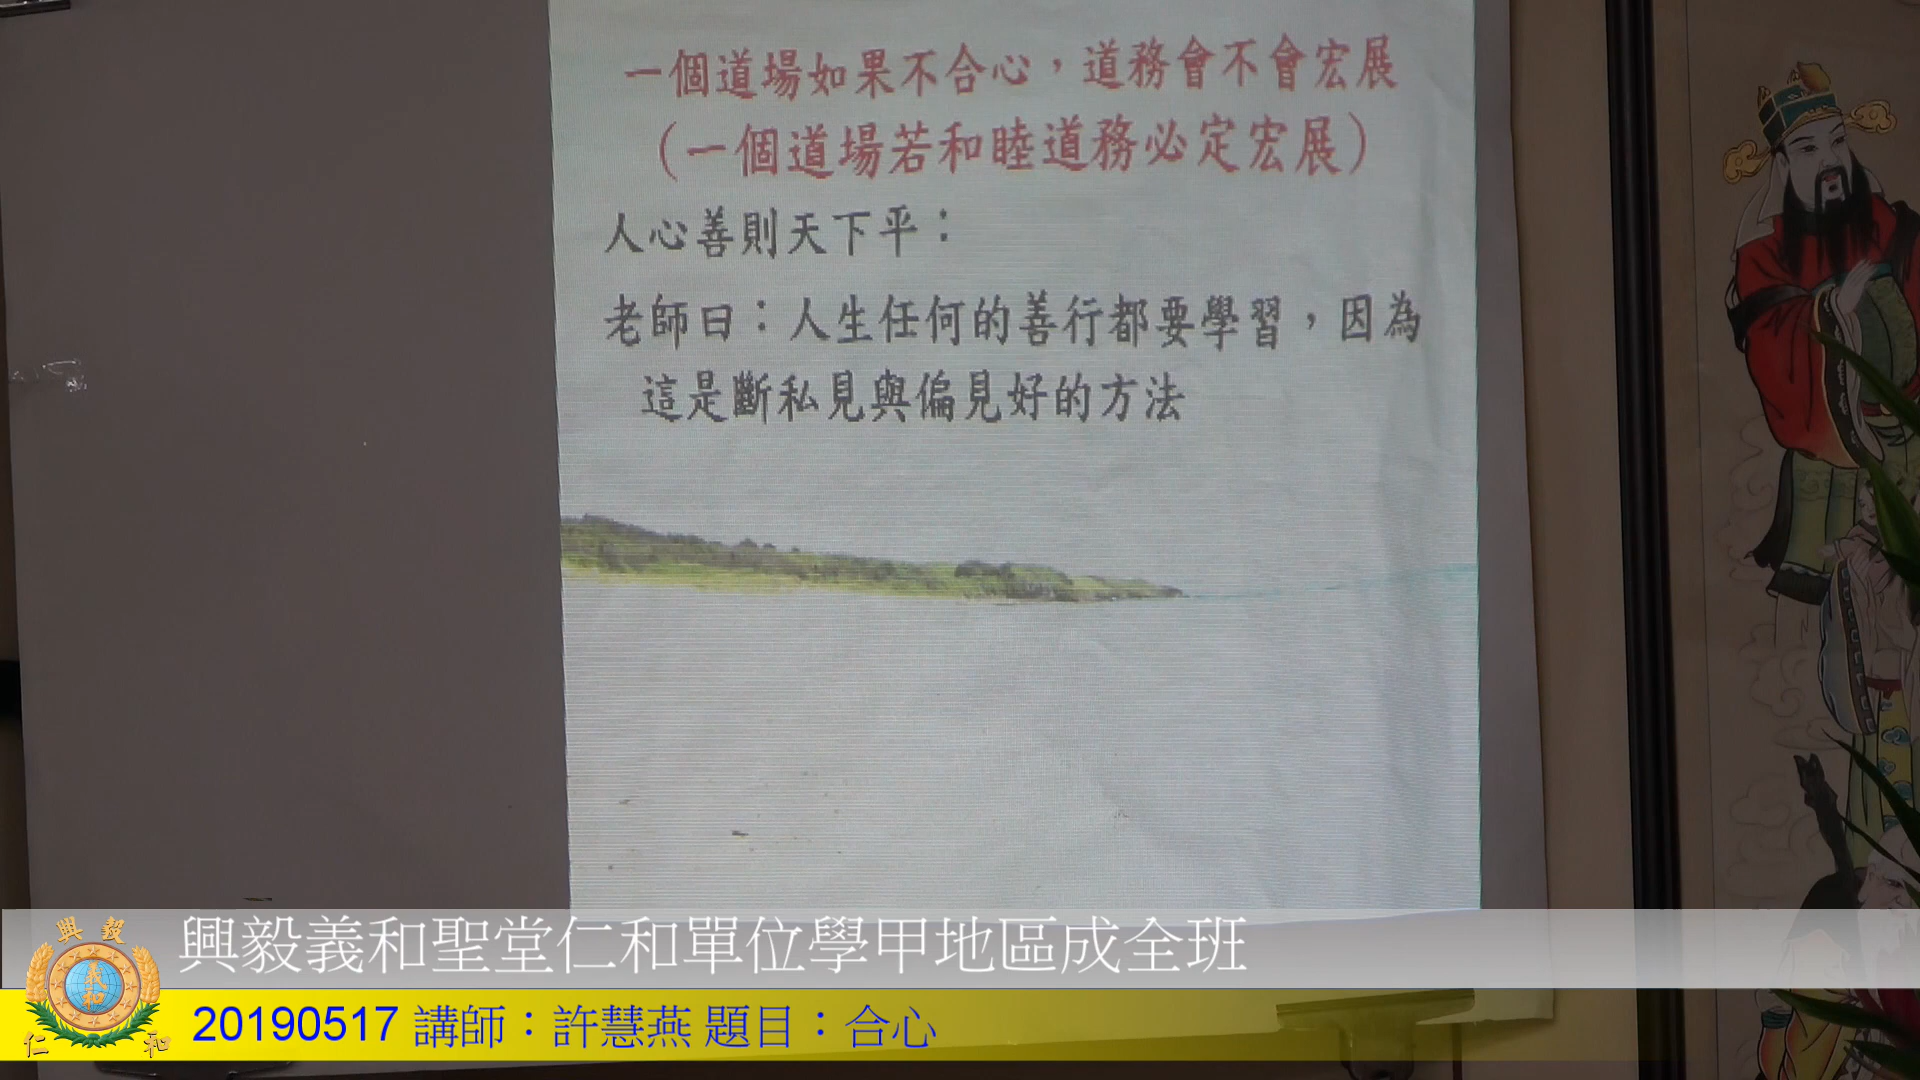 一個道場如果不合心，道務會不會宏展
（一個道場若和睦道務必定宏展）
人心善則天下平：
老師曰：人生任何的善行都要學習，因為
這是斷私見與偏見好的方法
興毅義和聖堂仁和單位學甲地區成全班
20190517 講師：許慧燕 題目：合心
興毅
義和
仁和